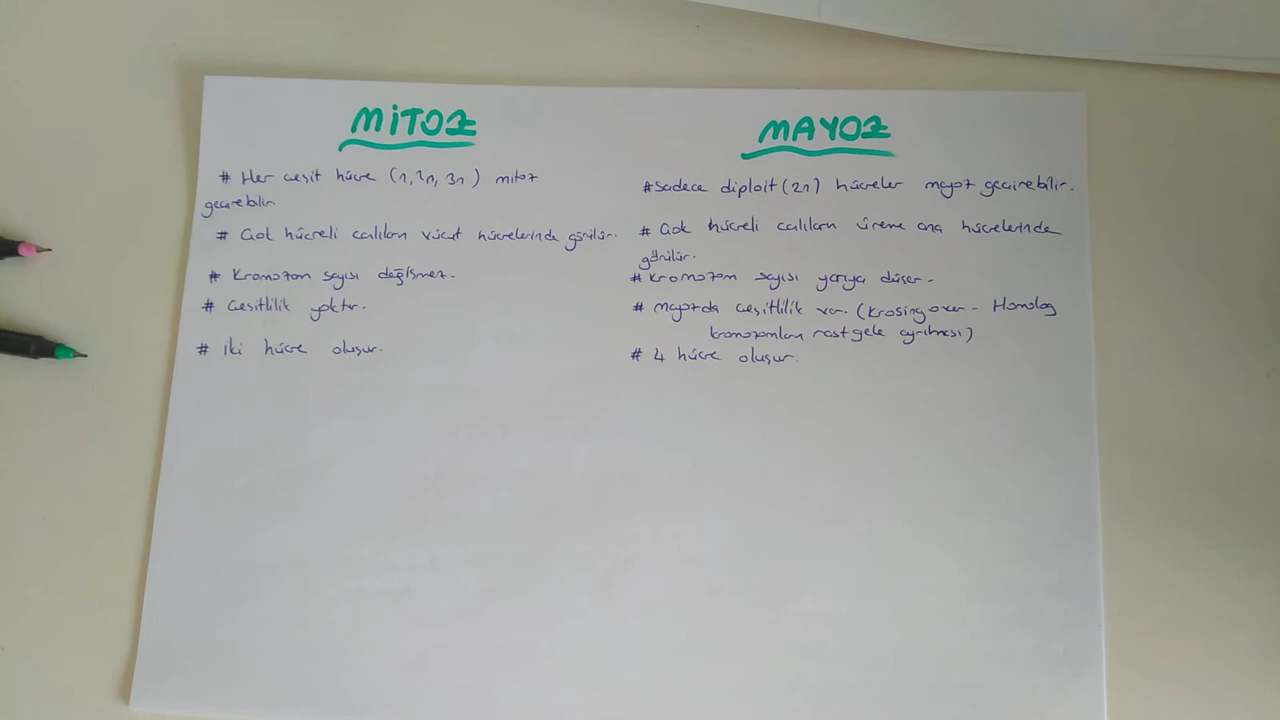 MİTOZ
# Her çeşit hücre (n, 2n, 3n) mitoz
geçirebilir.
# Çok hücreli canlıların vücut hücrelerinde görülür.
# Kromozom sayısı değişmez.
# Çeşitlilik yoktur.
# İki hücre oluşur.
MAYOZ
# Sadece diploit (2n) hücreler mayoz geçirebilir.
# Çok hücreli canlıların üreme ana hücrelerinde
görülür.
# Kromozom sayısı yarıya düşer.
# Mayozda çeşitlilik var. (Krosing over - Homolog
kromozomların rastgele ayrılması)
# 4 hücre oluşur.